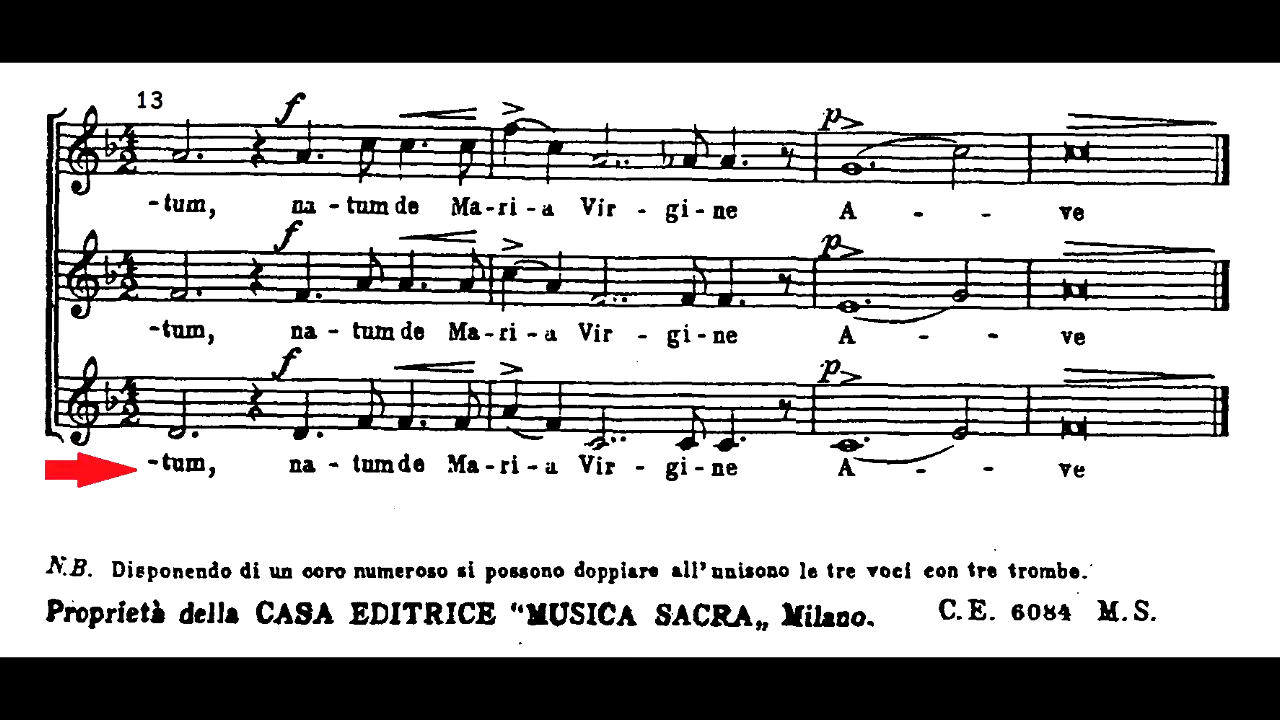 13
f
-tum, na - tum de Ma-ri-a Vir - gi-ne A - - ve
f p
-tum, na - tum de Ma-ri-a Vir - gi-ne A - - ve
f p
-tum, na - tum de Ma-ri-a Vir - gi-ne A - - ve
N.B. Disponendo di un coro numeroso si possono doppiare all' unisono le tre voci con tre trombe.
Proprietà della CASA EDITRICE "MUSICA SACRA„ Milano. C.E. 6084 M.S.